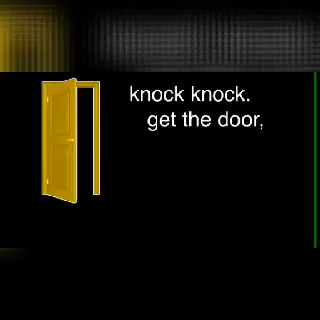 knock knock.
get the door,